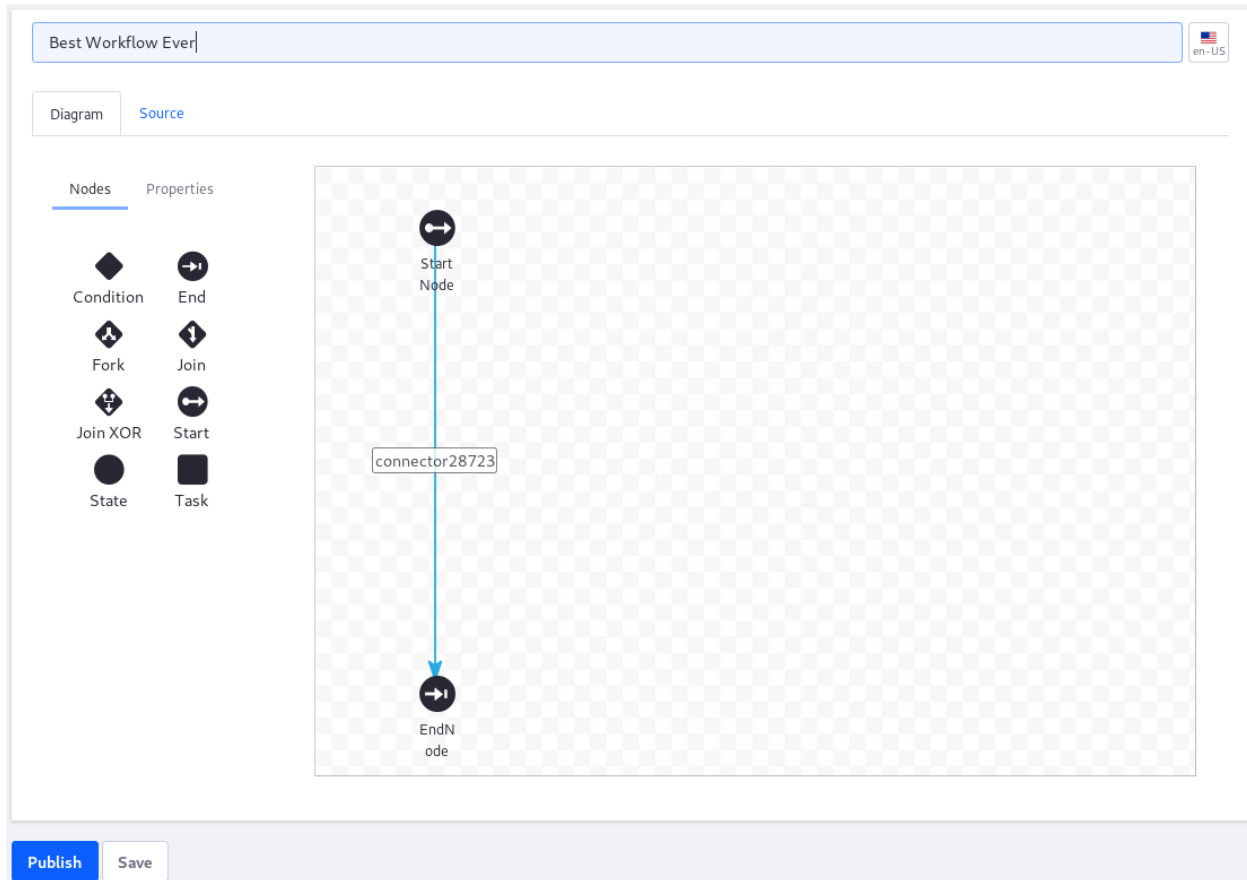 Best Workflow Ever
en-US
Diagram Source
Nodes Properties
Condition End
Fork Join
Join XOR Start
State Task
Start
Node
connector28723
EndN
ode
Publish Save